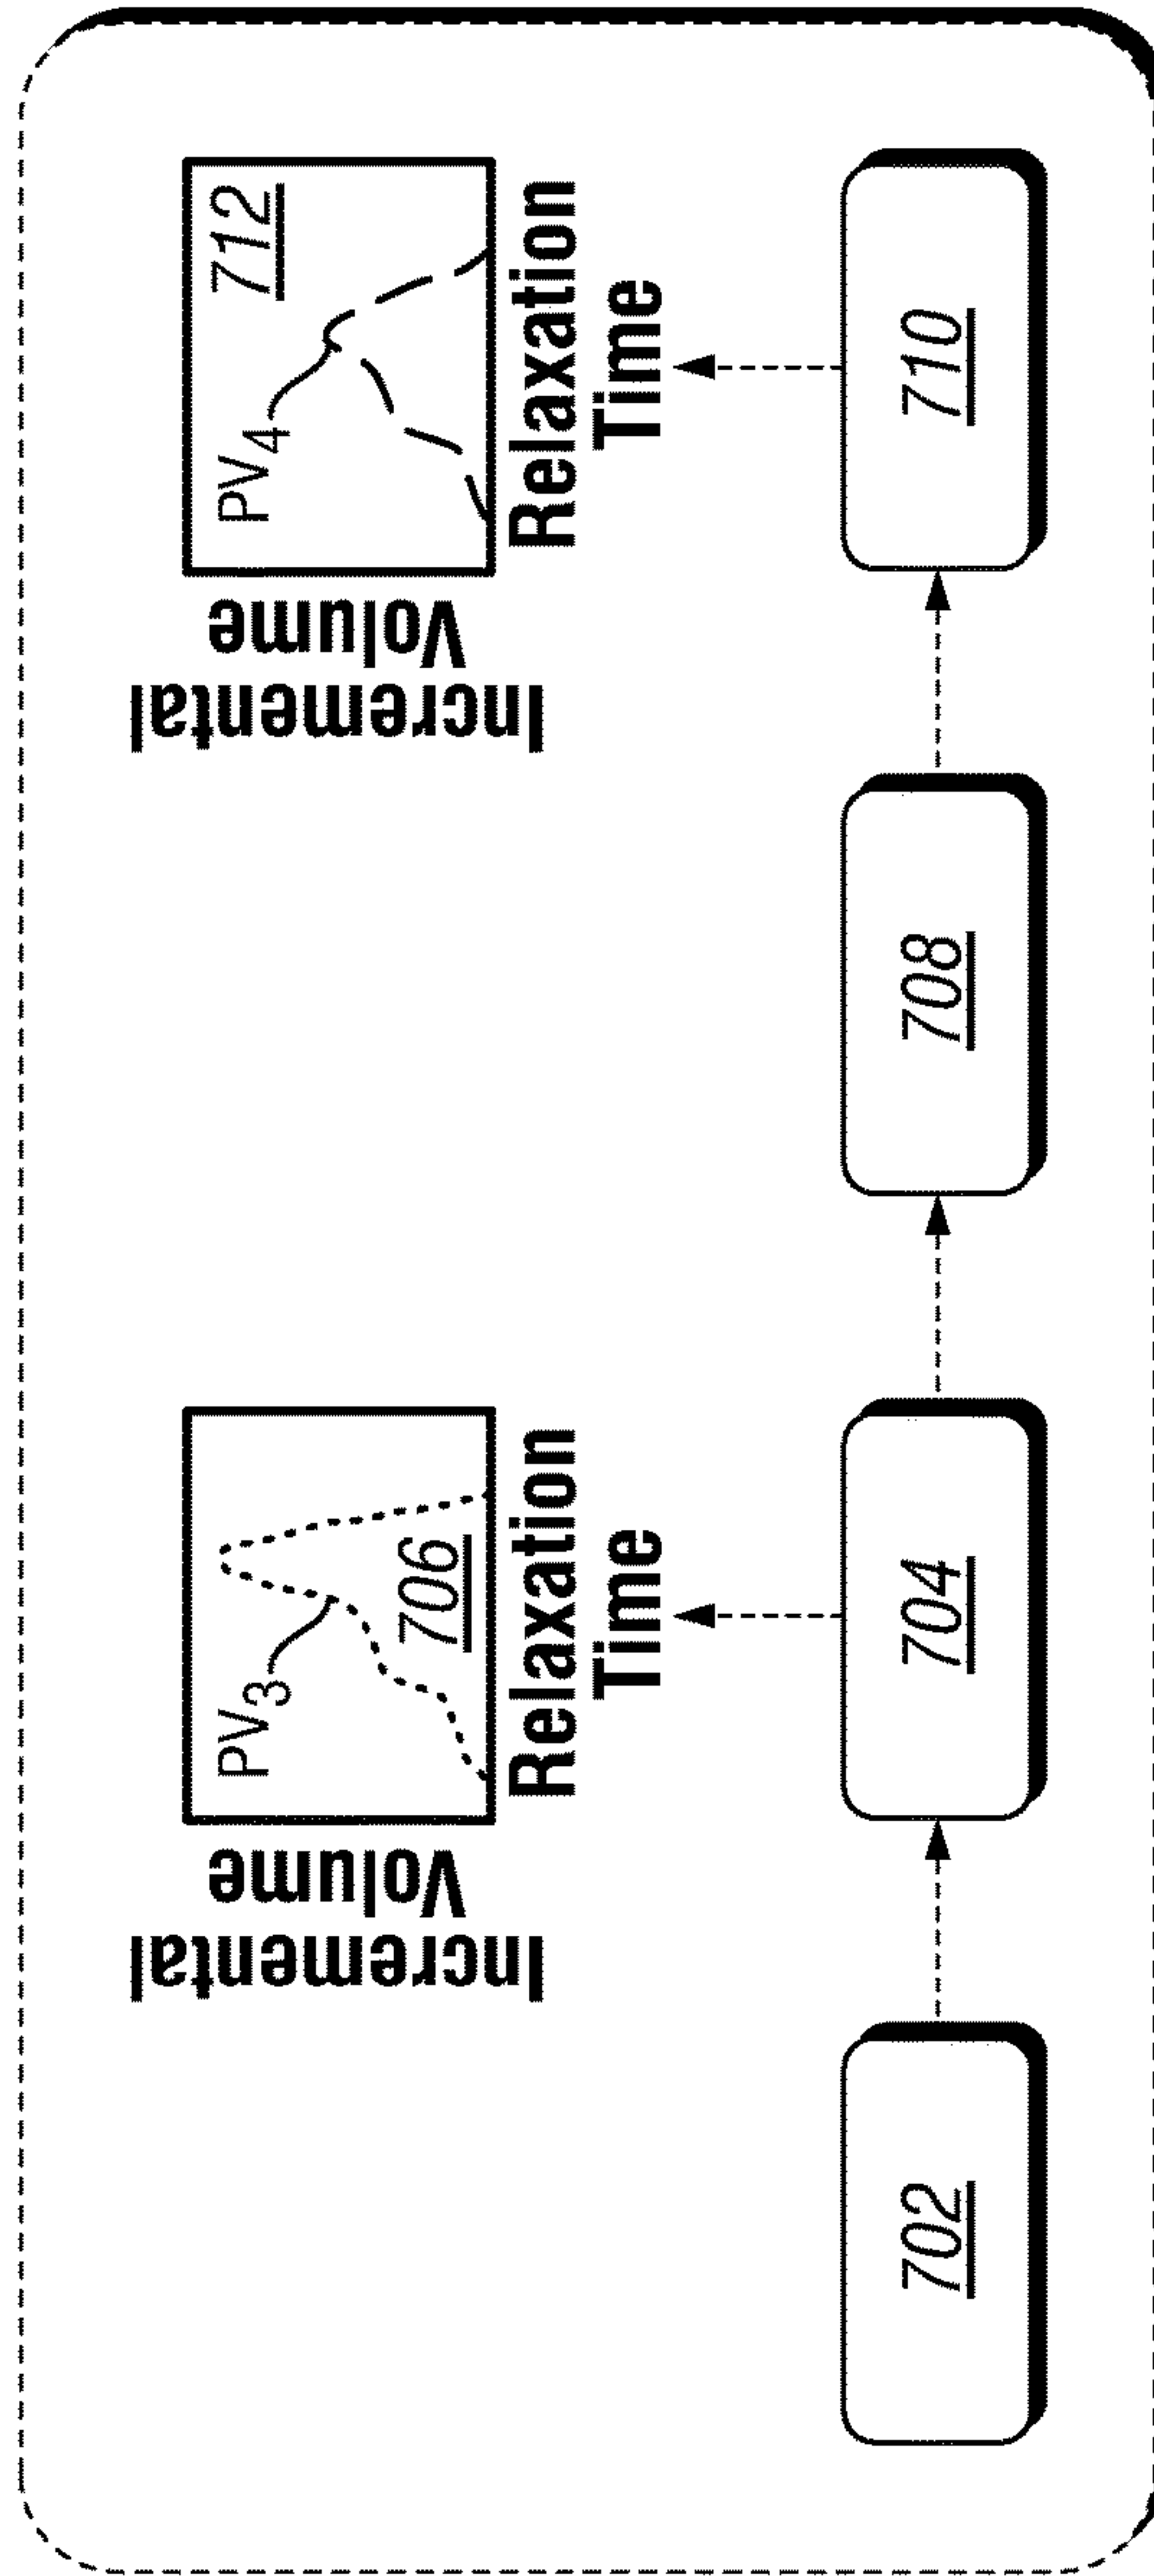 Incremental
Volume
PV3
706
Relaxation
Time
Incremental
Volume
PV4
712
Relaxation
Time
702
704
708
710